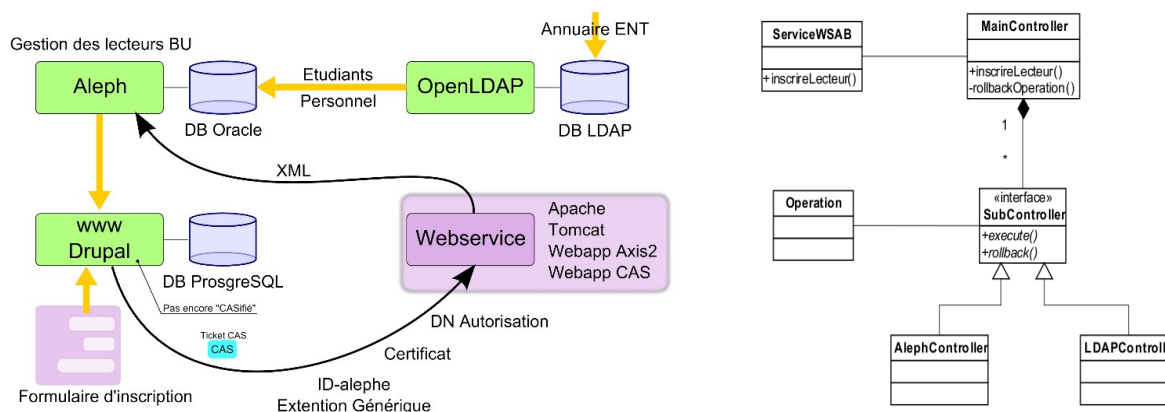 Gestion des lecteurs BU
Aleph
DB Oracle
Etudiants
Personnel
OpenLDAP
Annuaire ENT
DB LDAP
XML
www
Drupal
DB ProsgreSQL
Pas encore "CASifié"
Webservice
Apache
Tomcat
Webapp Axis2
Webapp CAS
DN Autorisation
Certificat
Ticket CAS
CAS
ID-alephe
Extention Générique
Formulaire d'inscription
ServiceWSAB
+inscrireLecteur()
MainController
+inscrireLecteur()
-rollbackOperation()
1
*
Operation
«interface»
SubController
+execute()
+rollback()
AlephController
LDAPControll